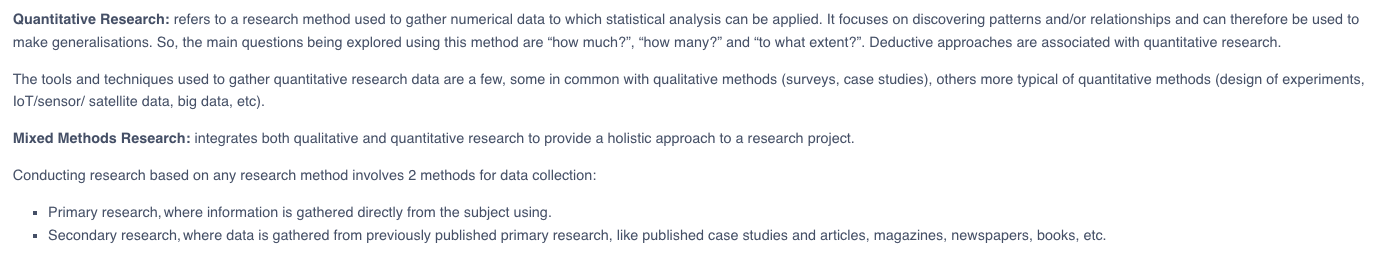 Quantitative Research: refers to a research method used to gather numerical data to which statistical analysis can be applied. It focuses on discovering patterns and/or relationships and can therefore be used to
make generalisations. So, the main questions being explored using this method are “how much?”, “how many?” and “to what extent?”. Deductive approaches are associated with quantitative research.
The tools and techniques used to gather quantitative research data are a few, some in common with qualitative methods (surveys, case studies), others more typical of quantitative methods (design of experiments,
IoT/sensor/ satellite data, big data, etc).
Mixed Methods Research: integrates both qualitative and quantitative research to provide a holistic approach to a research project.
Conducting research based on any research method involves 2 methods for data collection:
▪ Primary research, where information is gathered directly from the subject using.
▪ Secondary research, where data is gathered from previously published primary research, like published case studies and articles, magazines, newspapers, books, etc.